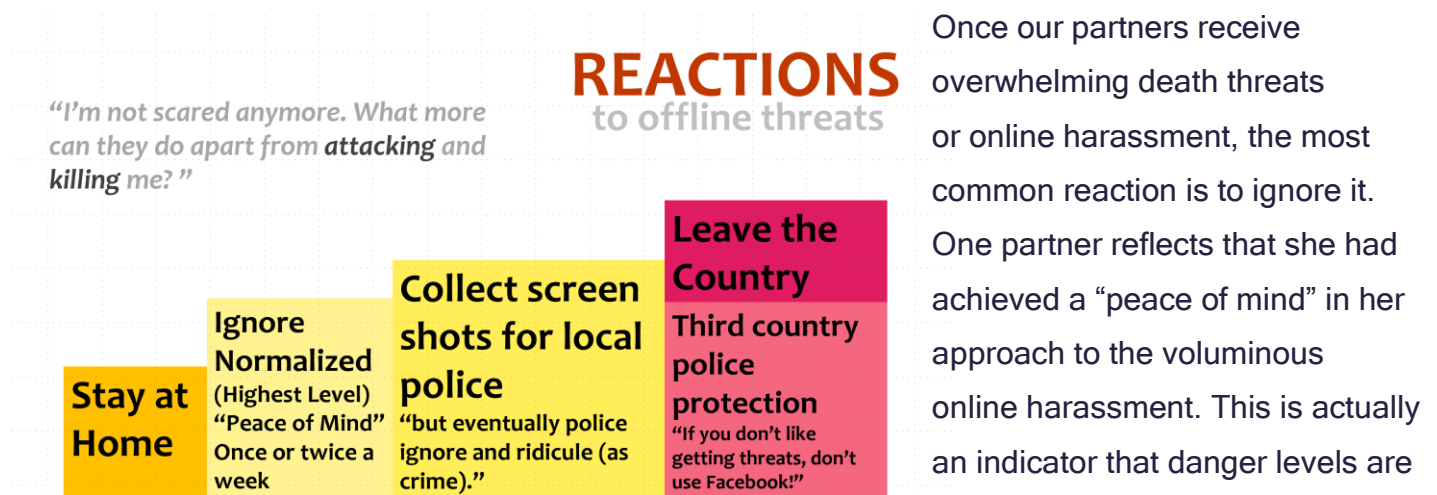 REACTIONS
to offline threats
“I’m not scared anymore. What more
can they do apart from attacking and
killing me? ”
Stay at
Home
Ignore
Normalized
(Highest Level)
“Peace of Mind”
Once or twice a
week
Collect screen
shots for local
police
“but eventually police
ignore and ridicule (as
crime).”
Leave the
Country
Third country
police
protection
“If you don’t like
getting threats, don’t
use Facebook!”
Once our partners receive
overwhelming death threats
or online harassment, the most
common reaction is to ignore it.
One partner reflects that she had
achieved a “peace of mind” in her
approach to the voluminous
online harassment. This is actually
an indicator that danger levels are